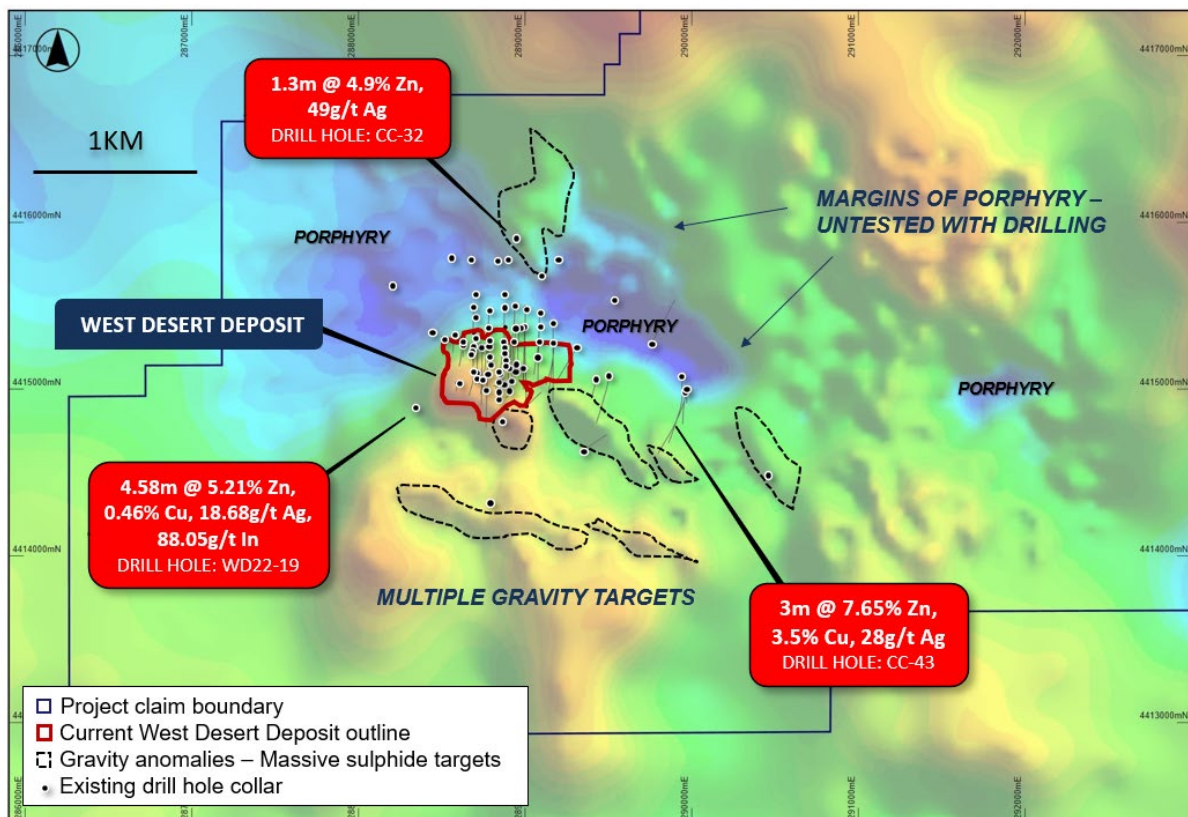 287000mE
288000mE
289000mE
290000mE
291000mE
292000mE
4417000mN
4417000mN
1.3m @ 4.9% Zn,
49g/t Ag
DRILL HOLE: CC-32
1KM
MARGINS OF PORPHYRY –
UNTESTED WITH DRILLING
4416000mN
4416000mN
PORPHYRY
WEST DESERT DEPOSIT
PORPHYRY
PORPHYRY
4415000mN
4415000mN
4.58m @ 5.21% Zn,
0.46% Cu, 18.68g/t Ag,
88.05g/t In
DRILL HOLE: WD22-19
4414000mN
4414000mN
MULTIPLE GRAVITY TARGETS
3m @ 7.65% Zn,
3.5% Cu, 28g/t Ag
DRILL HOLE: CC-43
Project claim boundary
Current West Desert Deposit outline
Gravity anomalies – Massive sulphide targets
Existing drill hole collar
4413000mN
286000mE
290000mE
291000mE
292000mE